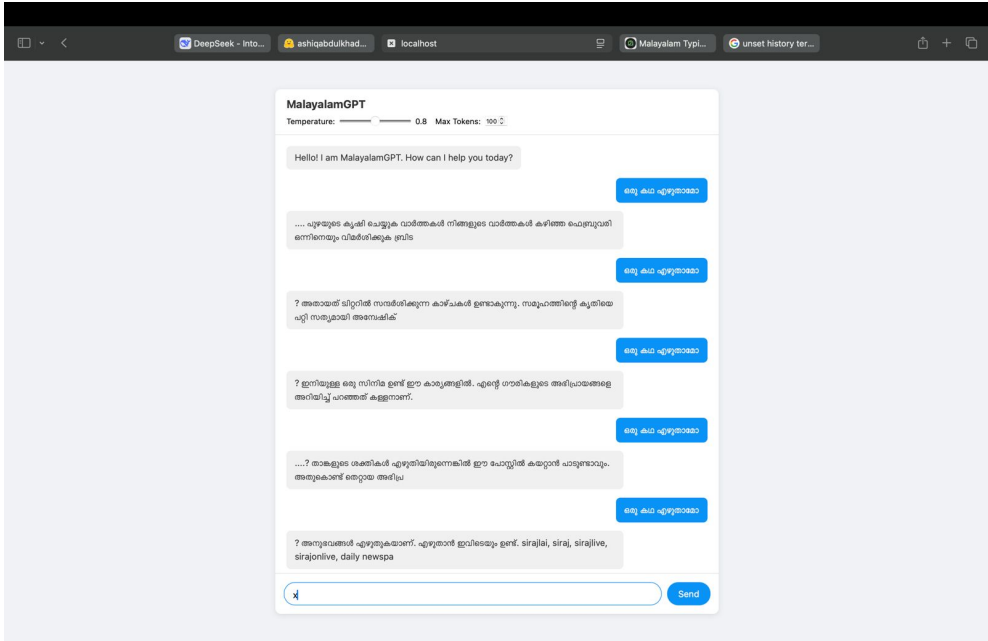 DeepSeek – Into...
ashiqabdulkhad...
localhost
Malayalam Typi...
unset history ter...
MalayalamGPT
Temperature: 0.8 Max Tokens: 100
Hello! I am MalayalamGPT. How can I help you today?
ഒരു കഥ എഴുതാമോ
.... പുഴയുടെ കൃഷി ചെയ്യുക വാർത്തകൾ നിങ്ങളുടെ വാർത്തകൾ കഴിഞ്ഞ ഫെബ്രുവരി
ഒന്നിനെയും വിമർശിക്കുക ബ്രിട
ഒരു കഥ എഴുതാമോ
? അതായത് ട്വിറ്ററിൽ സന്ദർശിക്കുന്ന കാഴ്ചകൾ ഉണ്ടാകുന്നു. സമൂഹത്തിന്റെ കൃതിയെ
പറ്റി സത്യമായി അന്വേഷിക്
ഒരു കഥ എഴുതാമോ
? ഇനിയുള്ള ഒരു സിനിമ ഉണ്ട് ഈ കാര്യങ്ങളിൽ. എന്റെ ഗൗരികളുടെ അഭിപ്രായങ്ങളെ
അറിയിച്ച് പറഞ്ഞത് കള്ളനാണ്.
ഒരു കഥ എഴുതാമോ
....? താങ്കളുടെ ശക്തികൾ എഴുതിയിരുന്നെങ്കിൽ ഈ പോസ്റ്റിൽ കയറ്റാൻ പാടുണ്ടാവും.
അതുകൊണ്ട് തെറ്റായ അഭിപ്ര
ഒരു കഥ എഴുതാമോ
? അനുഭവങ്ങൾ എഴുതുകയാണ്. എഴുതാൻ ഇവിടെയും ഉണ്ട്. sirajlai, siraj, sirajlive,
sirajonlive, daily newspa
x
Send